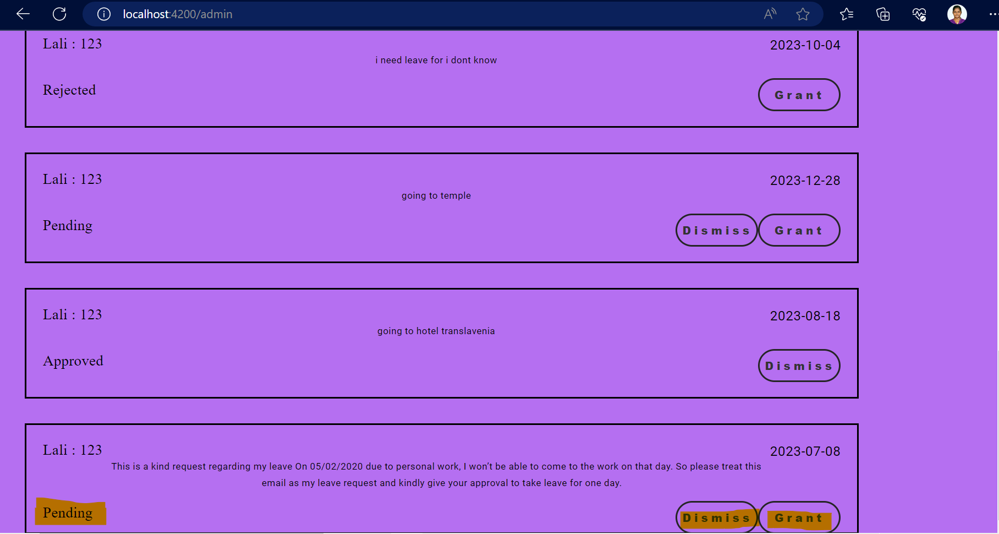 localhost:4200/admin
Lali : 123
2023-10-04
i need leave for i dont know
Rejected
Grant
Lali : 123
2023-12-28
going to temple
Pending
Dismiss Grant
Lali : 123
2023-08-18
going to hotel translavenia
Approved
Dismiss
Lali : 123
2023-07-08
This is a kind request regarding my leave On 05/02/2020 due to personal work, I won’t be able to come to the work on that day. So please treat this
email as my leave request and kindly give your approval to take leave for one day.
Pending
Dismiss Grant